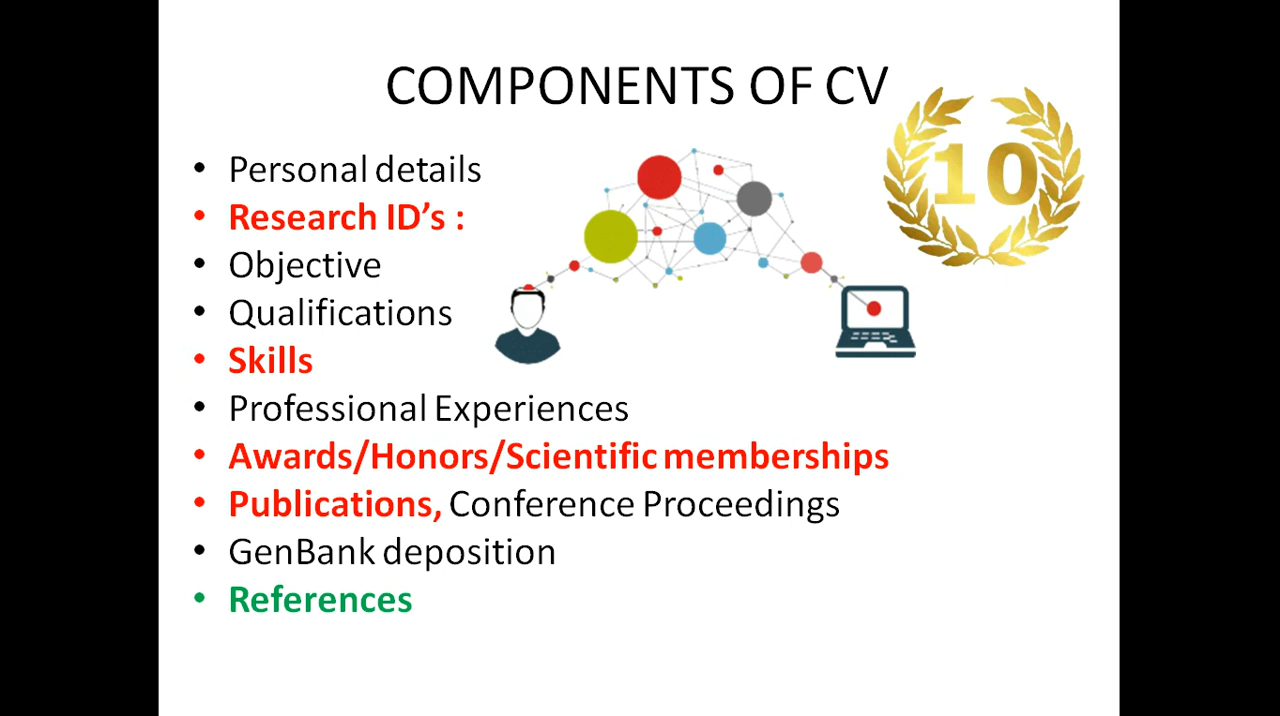 COMPONENTS OF CV
10
• Personal details
• Research ID’s :
• Objective
• Qualifications
• Skills
• Professional Experiences
• Awards/Honors/Scientific memberships
• Publications, Conference Proceedings
• GenBank deposition
• References